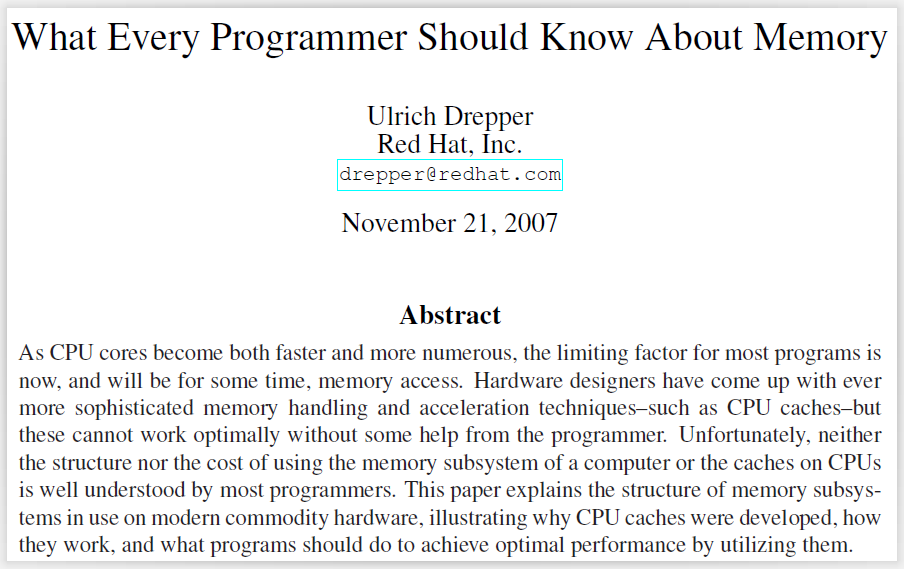 What Every Programmer Should Know About Memory
Ulrich Drepper
Red Hat, Inc.
drepper@redhat.com
November 21, 2007
Abstract
As CPU cores become both faster and more numerous, the limiting factor for most programs is
now, and will be for some time, memory access. Hardware designers have come up with ever
more sophisticated memory handling and acceleration techniques–such as CPU caches–but
these cannot work optimally without some help from the programmer. Unfortunately, neither
the structure nor the cost of using the memory subsystem of a computer or the caches on CPUs
is well understood by most programmers. This paper explains the structure of memory subsys-
tems in use on modern commodity hardware, illustrating why CPU caches were developed, how
they work, and what programs should do to achieve optimal performance by utilizing them.